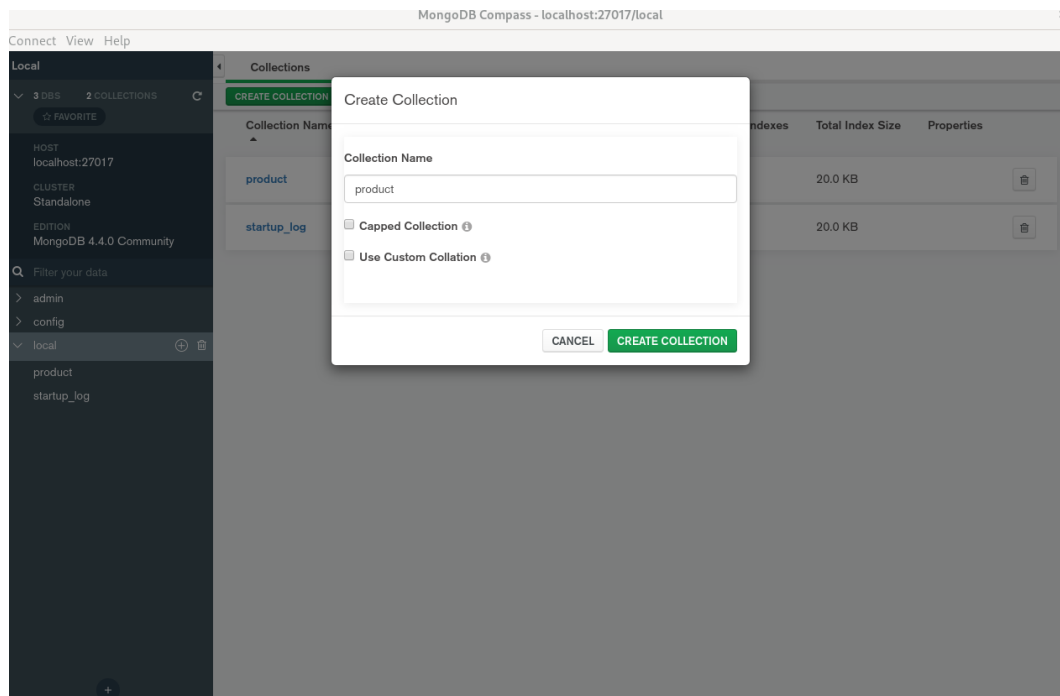 MongoDB Compass - localhost:27017/local
Connect View Help
Local
Collections
3 DBS 2 COLLECTIONS
FAVORITE
CREATE COLLECTION
Create Collection
Collection Name
ndexes Total Index Size Properties
HOST
localhost:27017
Collection Name
product
product
20.0 KB
CLUSTER
Standalone
EDITION
MongoDB 4.4.0 Community
startup_log
Capped Collection
20.0 KB
Use Custom Collation
Filter your data
admin
config
local
CANCEL CREATE COLLECTION
product
startup_log